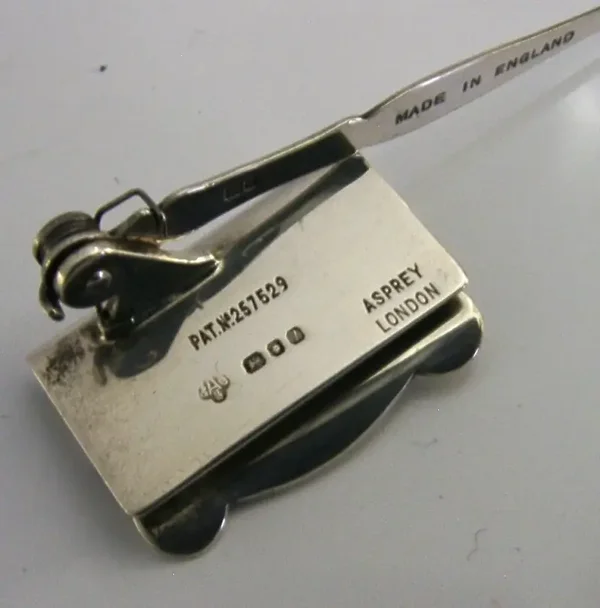 MADE IN ENGLAND
PAT. Nº 257529
ASPREY
LONDON